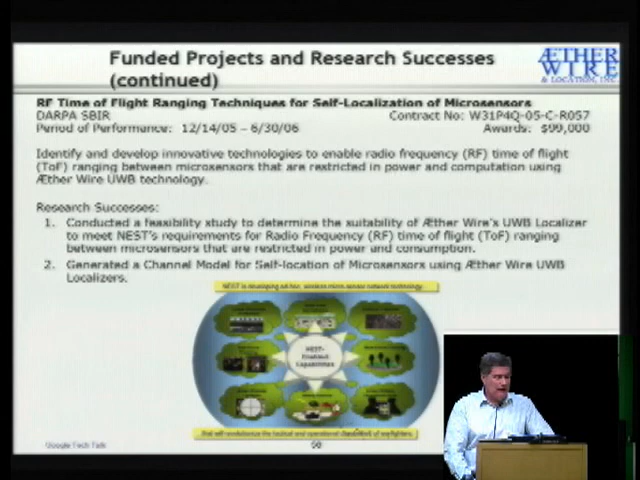 Funded Projects and Research Successes
(continued)
ÆTHER
WIRE
& LOCATION, INC.
RF Time of Flight Ranging Techniques for Self-Localization of Microsensors
DARPA SBIR Contract No: W31P4Q-05-C-R057
Period of Performance: 12/14/05 – 6/30/06 Awards: $99,000
Identify and develop innovative technologies to enable radio frequency (RF) time of flight
(ToF) ranging between microsensors that are restricted in power and computation using
Æther Wire UWB technology.
Research Successes:
1. Conducted a feasibility study to determine the suitability of Æther Wire's UWB Localizer
to meet NEST's requirements for Radio Frequency (RF) time of flight (ToF) ranging
between microsensors that are restricted in power and consumption.
2. Generated a Channel Model for Self-location of Microsensors using Æther Wire UWB
Localizers.
NEST is developing ad-hoc, wireless micro-sensor network technology.
NEST-
Enabled
Capabilities
Google Tech Talk